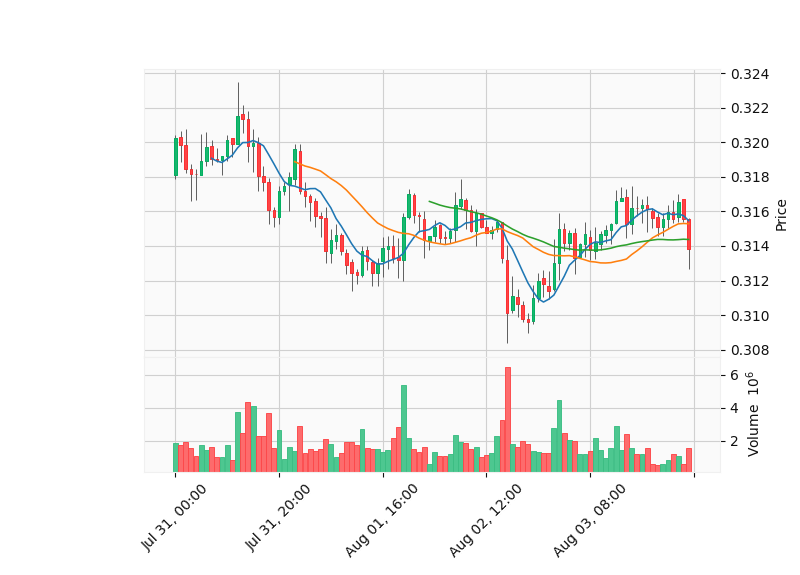 0.324
0.322
0.320
0.318
0.316
0.314
0.312
0.310
0.308
Price
6
4
2
Volume 10^6
Jul 31, 00:00
Jul 31, 20:00
Aug 01, 16:00
Aug 02, 12:00
Aug 03, 08:00